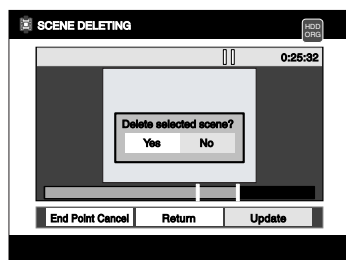 SCENE DELETING
HDD
ORG
0:25:32
Delete selected scene?
Yes No
End Point Cancel Return Update